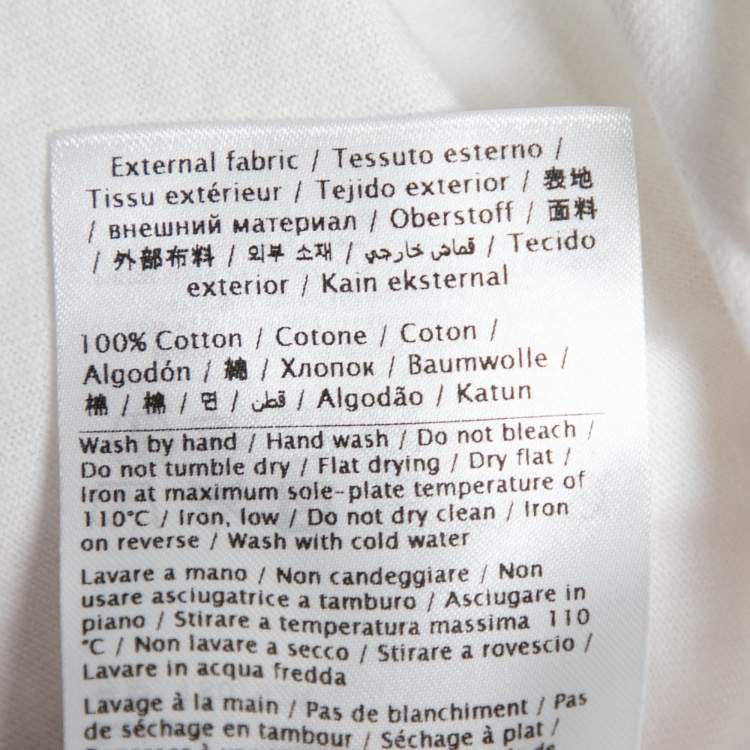 External fabric / Tessuto esterno /
Tissu extérieur / Tejido exterior / 表地
/ внешний материал / Oberstoff / 面料
/ 外部布料 / 외부 소재 / قماش خارجي / Tecido
exterior / Kain eksternal
100% Cotton / Cotone / Coton /
Algodón / 綿 / Хлопок / Baumwolle /
棉 / 棉 / 면 / قطن / Algodão / Katun
Wash by hand / Hand wash / Do not bleach /
Do not tumble dry / Flat drying / Dry flat /
Iron at maximum sole-plate temperature of
110°C / Iron, low / Do not dry clean / Iron
on reverse / Wash with cold water
Lavare a mano / Non candeggiare / Non
usare asciugatrice a tamburo / Asciugare in
piano / Stirare a temperatura massima 110
°C / Non lavare a secco / Stirare a rovescio /
Lavare in acqua fredda
Lavage à la main / Pas de blanchiment / Pas
de séchage en tambour / Séchage à plat /